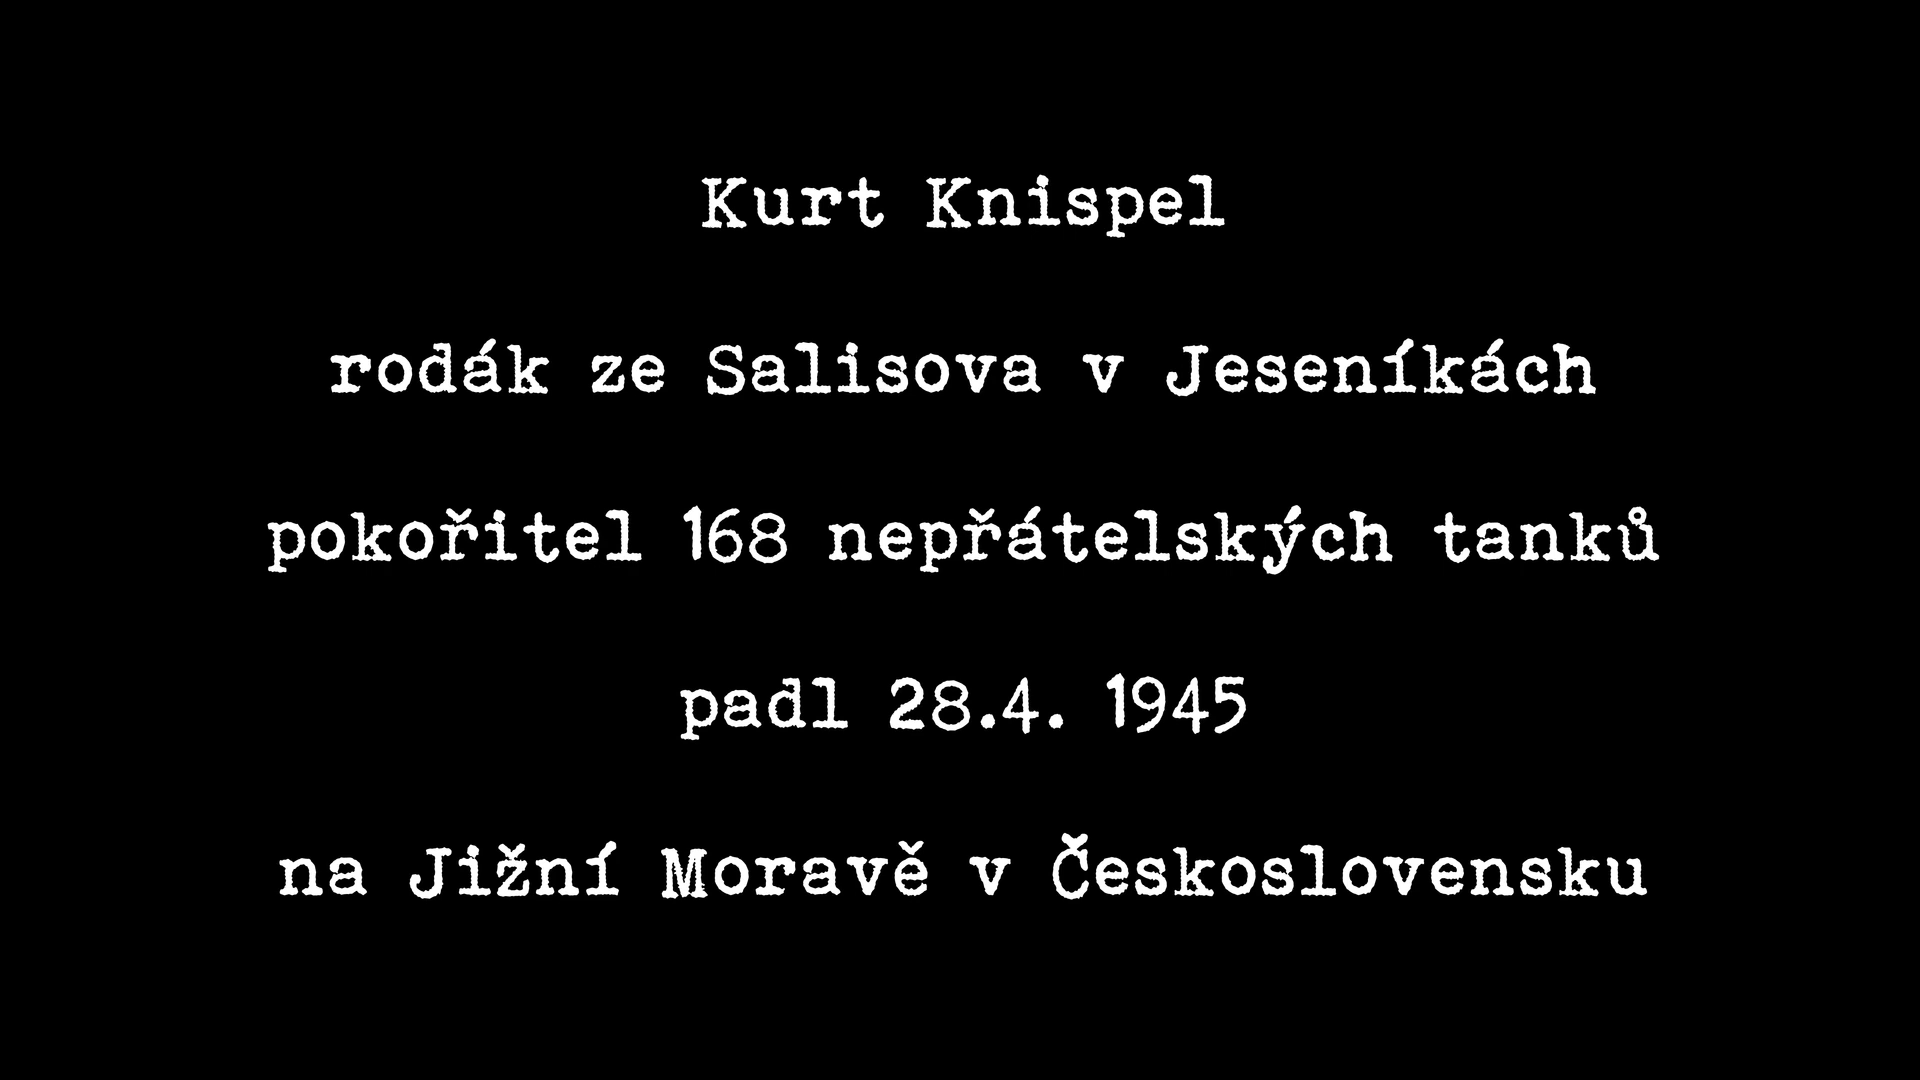 Kurt Knispel
rodák ze Salisova v Jeseníkách
pokořitel 168 nepřátelských tanků
padl 28.4. 1945
na Jižní Moravě v Československu